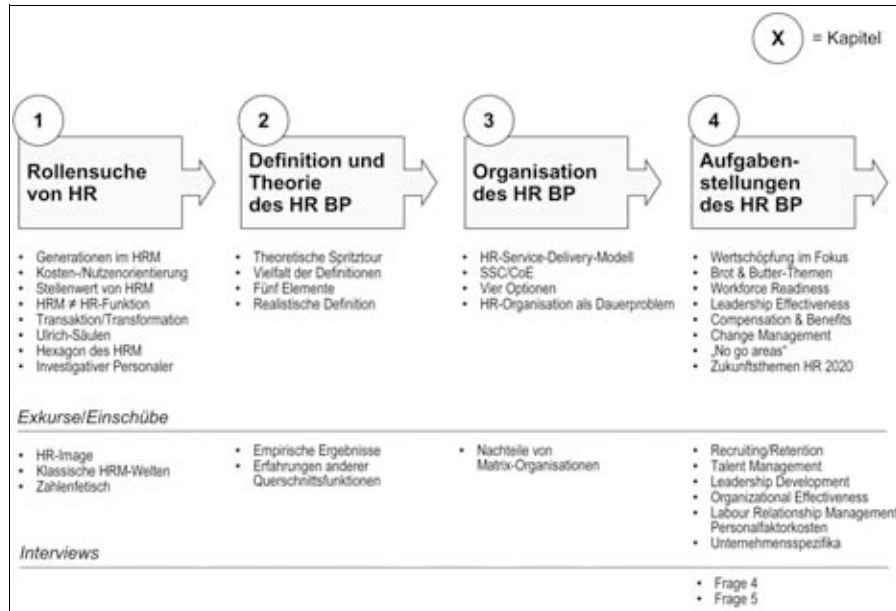 X = Kapitel
1
Rollensuche
von HR
• Generationen im HRM
• Kosten-/Nutzenorientierung
• Stellenwert von HRM
• HRM ≠ HR-Funktion
• Transaktion/Transformation
• Ulrich-Säulen
• Hexagon des HRM
• Investigativer Personaler
2
Definition und
Theorie
des HR BP
• Theoretische Spritztour
• Vielfalt der Definitionen
• Fünf Elemente
• Realistische Definition
3
Organisation
des HR BP
• HR-Service-Delivery-Modell
• SSC/CoE
• Vier Optionen
• HR-Organisation als Dauerproblem
4
Aufgaben-
stellungen
des HR BP
• Wertschöpfung im Fokus
• Brot & Butter-Themen
• Workforce Readiness
• Leadership Effectiveness
• Compensation & Benefits
• Change Management
• „No go areas“
• Zukunftsthemen HR 2020
Exkurse/Einschübe
• HR-Image
• Klassische HRM-Welten
• Zahlenfetisch
• Empirische Ergebnisse
• Erfahrungen anderer
Querschnittsfunktionen
• Nachteile von
Matrix-Organisationen
• Recruiting/Retention
• Talent Management
• Leadership Development
• Organizational Effectiveness
• Labour Relationship Management
Personalfaktorkosten
• Unternehmensspezifika
Interviews
• Frage 4
• Frage 5